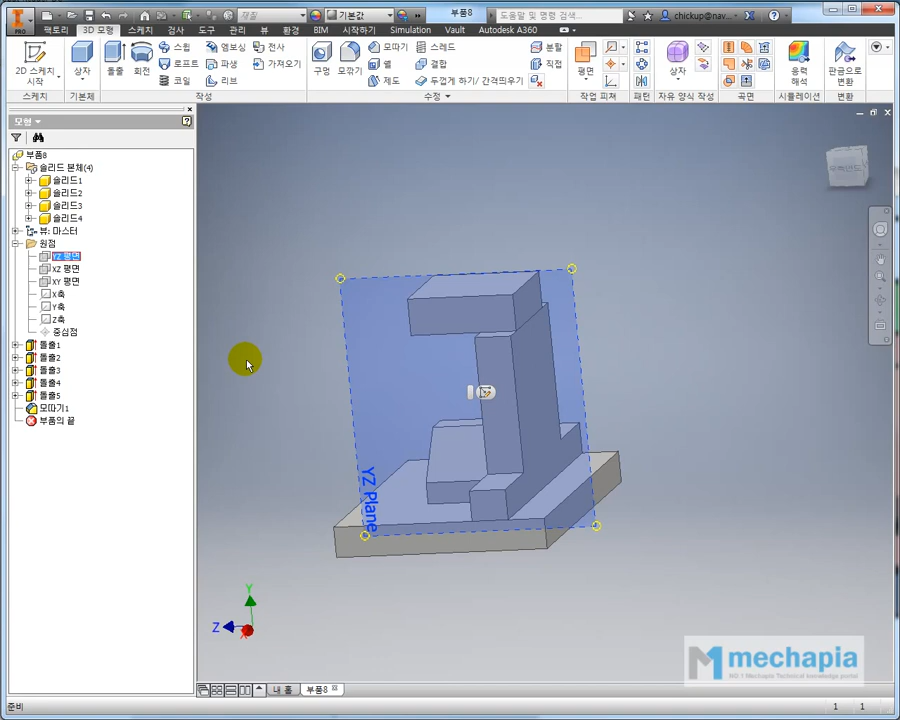 부품8
재질
기본값
도움말 및 명령 검색...
chickup@nav...
PRO
팩토리 3D 모형 스케치 검사 도구 관리 뷰 환경 BIM 시작하기 Simulation Vault Autodesk A360
2D 스케치 시작
상자
돌출
회전
스윕
로프트
코일
엠보싱
파생
리브
전사
가져오기
구멍
모깎기
모따기
쉘
제도
스레드
결합
두껍게 하기/ 간격띄우기
분할
직접
평면
상자
응력 해석
판금으로 변환
스케치 기본체 작성 수정 작업 피쳐 패턴 자유 양식 작성 곡면 시뮬레이션 변환
모형
부품8
솔리드 본체(4)
솔리드1
솔리드2
솔리드3
솔리드4
뷰: 마스터
원점
YZ 평면
XZ 평면
XY 평면
X축
Y축
Z축
중심점
돌출1
돌출2
돌출3
돌출4
돌출5
모따기1
부품의 끝
YZ Plane
Y
Z
X
mechapia
NO 1 Mechapia Technical knowledge portal
내 홈
부품8
준비
1 1